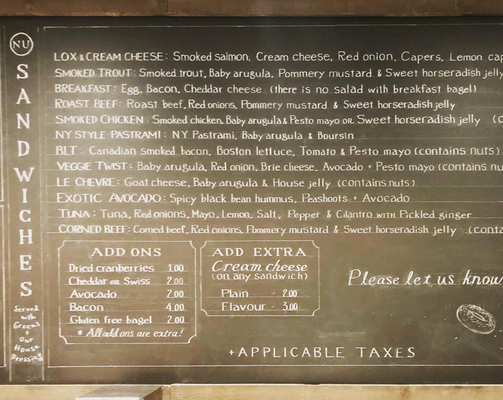 NU
SANDWICHES
Served
with
Greens
+
Our
House
Dressing
LOX & CREAM CHEESE: Smoked salmon, Cream cheese, Red onion, Capers, Lemon
SMOKED TROUT: Smoked trout, Baby arugula, Pommery mustard & Sweet horseradish jelly
BREAKFAST: Egg, Bacon, Cheddar cheese (there is no salad with breakfast bagel)
ROAST BEEF: Roast beef, Red onions, Pommery mustard & Sweet horseradish jelly
SMOKED CHICKEN: Smoked chicken, Baby arugula & Pesto mayo or Sweet horseradish jelly
NY STYLE PASTRAMI: NY Pastrami, Baby arugula & Boursin
BLT: Canadian smoked bacon, Boston lettuce, Tomato & Pesto mayo (contains nuts)
VEGGIE TWIST: Baby arugula, Red onion, Brie cheese, Avocado + Pesto mayo (contains nuts
LE CHEVRE: Goat cheese, Baby arugula & House jelly (contains nuts)
EXOTIC AVOCADO: Spicy black bean hummus, Peashoots + Avocado
TUNA: Tuna, Red onions, Mayo, Lemon, Salt, Pepper & Cilantro with Pickled ginger
CORNED BEEF: Corned beef, Red onions, Pommery mustard & Sweet horseradish jelly
ADD ONS
Dried cranberries 1.00
Cheddar or Swiss 2.00
Avocado 2.00
Bacon 4.00
Gluten free bagel 2.00
* All add ons are extra!
ADD EXTRA
Cream cheese
(on any sandwich)
Plain - 2.00
Flavour - 3.00
Please let us know
+APPLICABLE TAXES